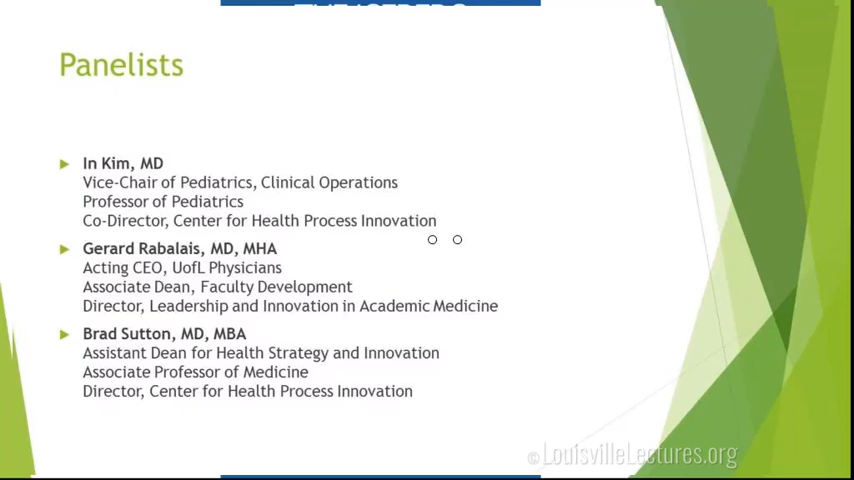 Panelists
In Kim, MD
Vice-Chair of Pediatrics, Clinical Operations
Professor of Pediatrics
Co-Director, Center for Health Process Innovation
Gerard Rabalais, MD, MHA
Acting CEO, UofL Physicians
Associate Dean, Faculty Development
Director, Leadership and Innovation in Academic Medicine
Brad Sutton, MD, MBA
Assistant Dean for Health Strategy and Innovation
Associate Professor of Medicine
Director, Center for Health Process Innovation
© LouisvilleLectures.org